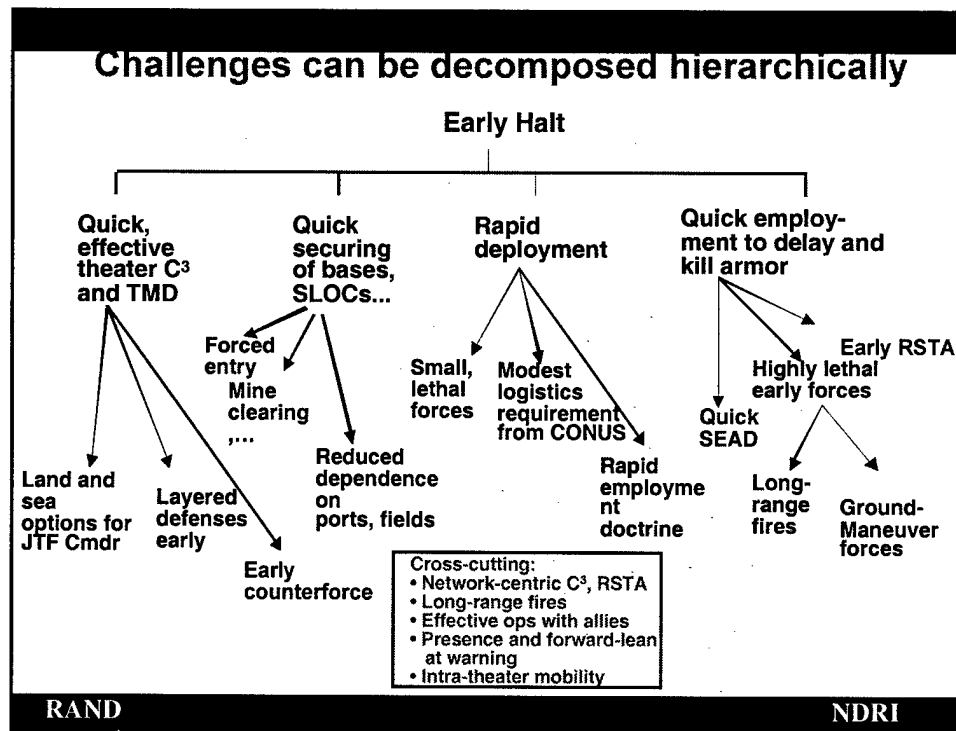 Challenges can be decomposed hierarchically
Early Halt
Quick,
effective
theater C³
and TMD
Quick
securing
of bases,
SLOCs...
Rapid
deployment
Quick employ-
ment to delay and
kill armor
Forced
entry
Mine
clearing
,...
Reduced
dependence
on
ports, fields
Small,
lethal
forces
Modest
logistics
requirement
from CONUS
Rapid
employme
nt
doctrine
Early RSTA
Highly lethal
early forces
Quick
SEAD
Long-
range
fires
Ground-
Maneuver
forces
Land and
sea
options for
JTF Cmdr
Layered
defenses
early
Early
counterforce
Cross-cutting:
• Network-centric C³, RSTA
• Long-range fires
• Effective ops with allies
• Presence and forward-lean
at warning
• Intra-theater mobility
RAND
NDRI